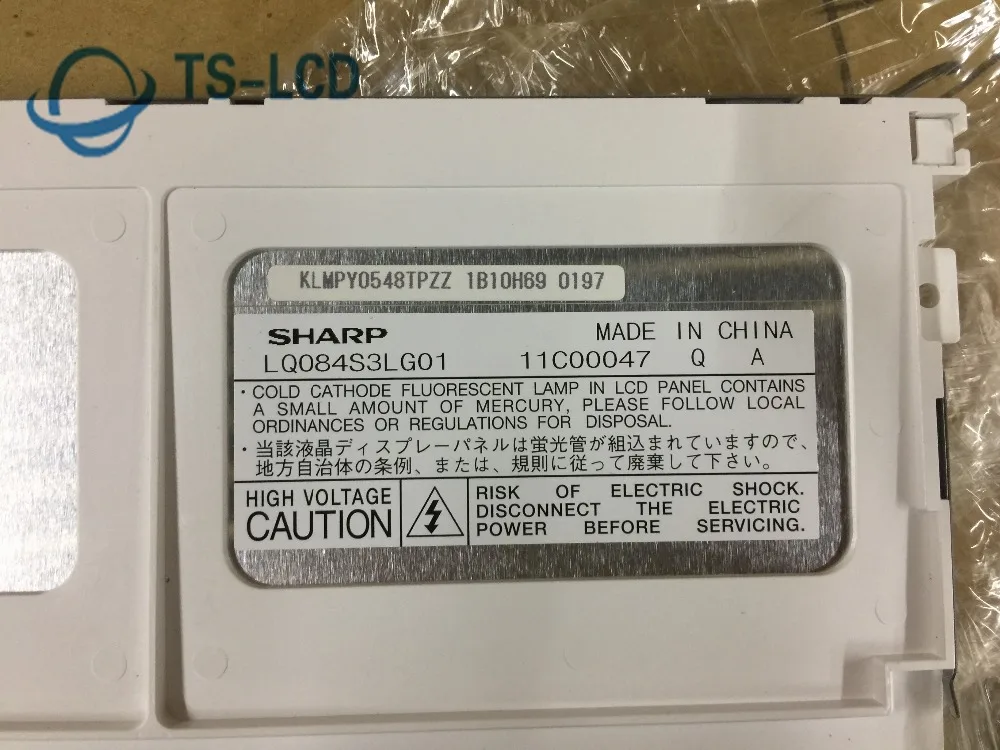 TS-LCD
KLMPY0548TPZZ 1B10H69 0197
SHARP MADE IN CHINA
LQ084S3LG01 11C00047 Q A
・COLD CATHODE FLUORESCENT LAMP IN LCD PANEL CONTAINS
A SMALL AMOUNT OF MERCURY, PLEASE FOLLOW LOCAL
ORDINANCES OR REGULATIONS FOR DISPOSAL.
・当該液晶ディスプレーパネルは蛍光管が組込まれていますので、
地方自治体の条例、または、規則に従って廃棄して下さい。
HIGH VOLTAGE
CAUTION
RISK OF ELECTRIC SHOCK.
DISCONNECT THE ELECTRIC
POWER BEFORE SERVICING.